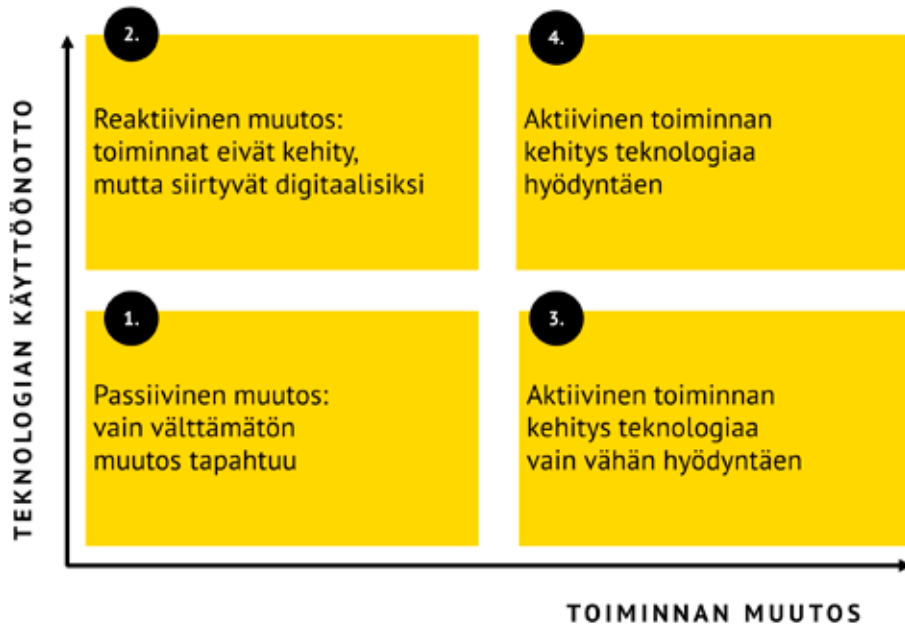 TEKNOLOGIAN KÄYTTÖÖNOTTO
2.
Reaktiivinen muutos:
toiminnat eivät kehity,
mutta siirtyvät digitaalisiksi
4.
Aktiivinen toiminnan
kehitys teknologiaa
hyödyntäen
1.
Passiivinen muutos:
vain välttämätön
muutos tapahtuu
3.
Aktiivinen toiminnan
kehitys teknologiaa
vain vähän hyödyntäen
TOIMINNAN MUUTOS